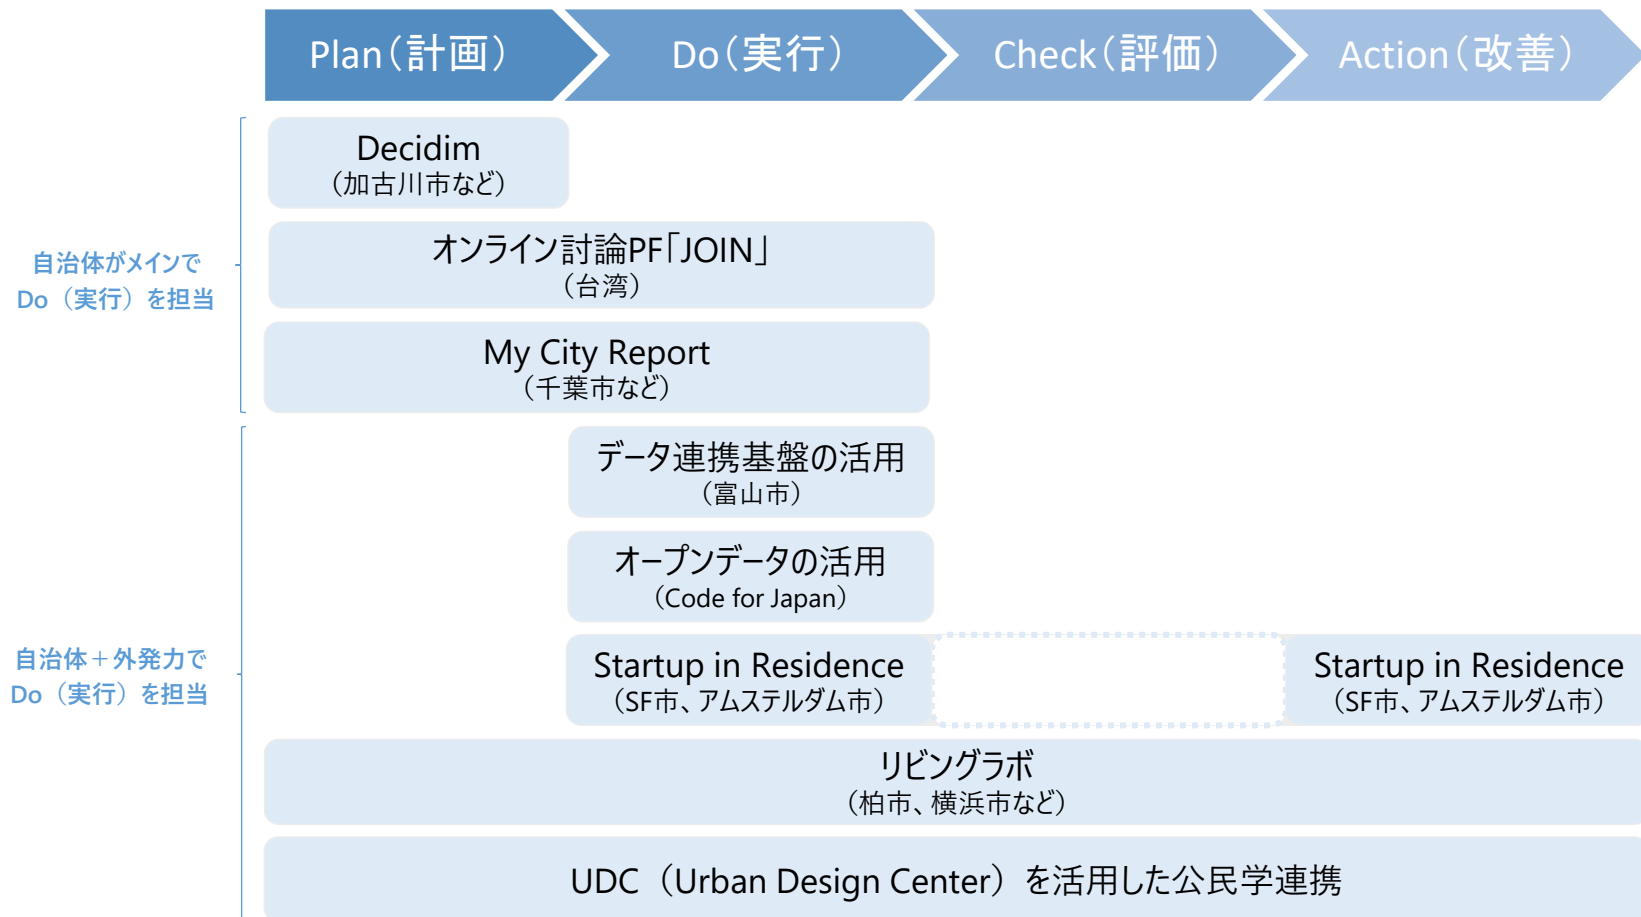 Plan（計画）
Do（実行）
Check（評価）
Action（改善）
自治体がメインで
Do（実行）を担当
Decidim
（加古川市など）
オンライン討論PF「JOIN」
（台湾）
My City Report
（千葉市など）
自治体＋外発力で
Do（実行）を担当
データ連携基盤の活用
（富山市）
オープンデータの活用
（Code for Japan）
Startup in Residence
（SF市、アムステルダム市）
Startup in Residence
（SF市、アムステルダム市）
リビングラボ
（柏市、横浜市など）
UDC（Urban Design Center）を活用した公民学連携